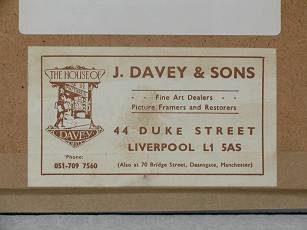 THE HOUSE OF
DAVEY
'Phone:
051-709 7560
J. DAVEY & SONS
Fine Art Dealers
Picture Framers and Restorers
44 DUKE STREET
LIVERPOOL L1 5AS
(Also at 70 Bridge Street, Deansgate, Manchester)